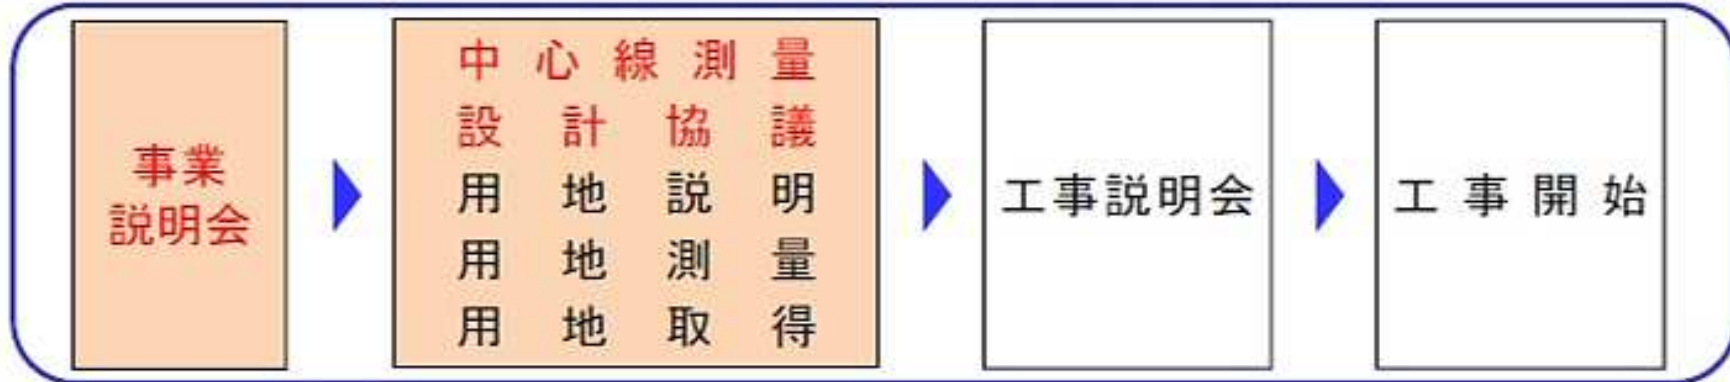 事業
説明会
中心線測量
設計協議
用地説明
用地測量
用地取得
工事説明会
工事開始